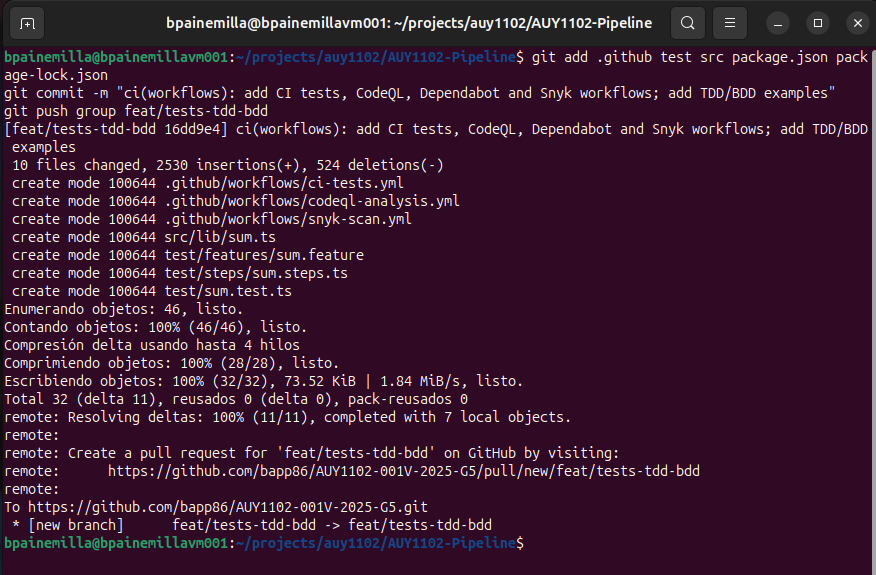 bpainemilla@bpainemillavm001: ~/projects/auy1102/AUY1102-Pipeline
bpainemilla@bpainemillavm001:~/projects/auy1102/AUY1102-Pipeline$ git add .github test src package.json pack
age-lock.json
git commit -m "ci(workflows): add CI tests, CodeQL, Dependabot and Snyk workflows; add TDD/BDD examples"
git push group feat/tests-tdd-bdd
[feat/tests-tdd-bdd 16dd9e4] ci(workflows): add CI tests, CodeQL, Dependabot and Snyk workflows; add TDD/BDD
 examples
 10 files changed, 2530 insertions(+), 524 deletions(-)
 create mode 100644 .github/workflows/ci-tests.yml
 create mode 100644 .github/workflows/codeql-analysis.yml
 create mode 100644 .github/workflows/snyk-scan.yml
 create mode 100644 src/lib/sum.ts
 create mode 100644 test/features/sum.feature
 create mode 100644 test/steps/sum.steps.ts
 create mode 100644 test/sum.test.ts
Enumerando objetos: 46, listo.
Contando objetos: 100% (46/46), listo.
Compresión delta usando hasta 4 hilos
Comprimiendo objetos: 100% (28/28), listo.
Escribiendo objetos: 100% (32/32), 73.52 KiB | 1.84 MiB/s, listo.
Total 32 (delta 11), reusados 0 (delta 0), pack-reusados 0
remote: Resolving deltas: 100% (11/11), completed with 7 local objects.
remote:
remote: Create a pull request for 'feat/tests-tdd-bdd' on GitHub by visiting:
remote:      https://github.com/bapp86/AUY1102-001V-2025-G5/pull/new/feat/tests-tdd-bdd
remote:
To https://github.com/bapp86/AUY1102-001V-2025-G5.git
 * [new branch]      feat/tests-tdd-bdd -> feat/tests-tdd-bdd
bpainemilla@bpainemillavm001:~/projects/auy1102/AUY1102-Pipeline$